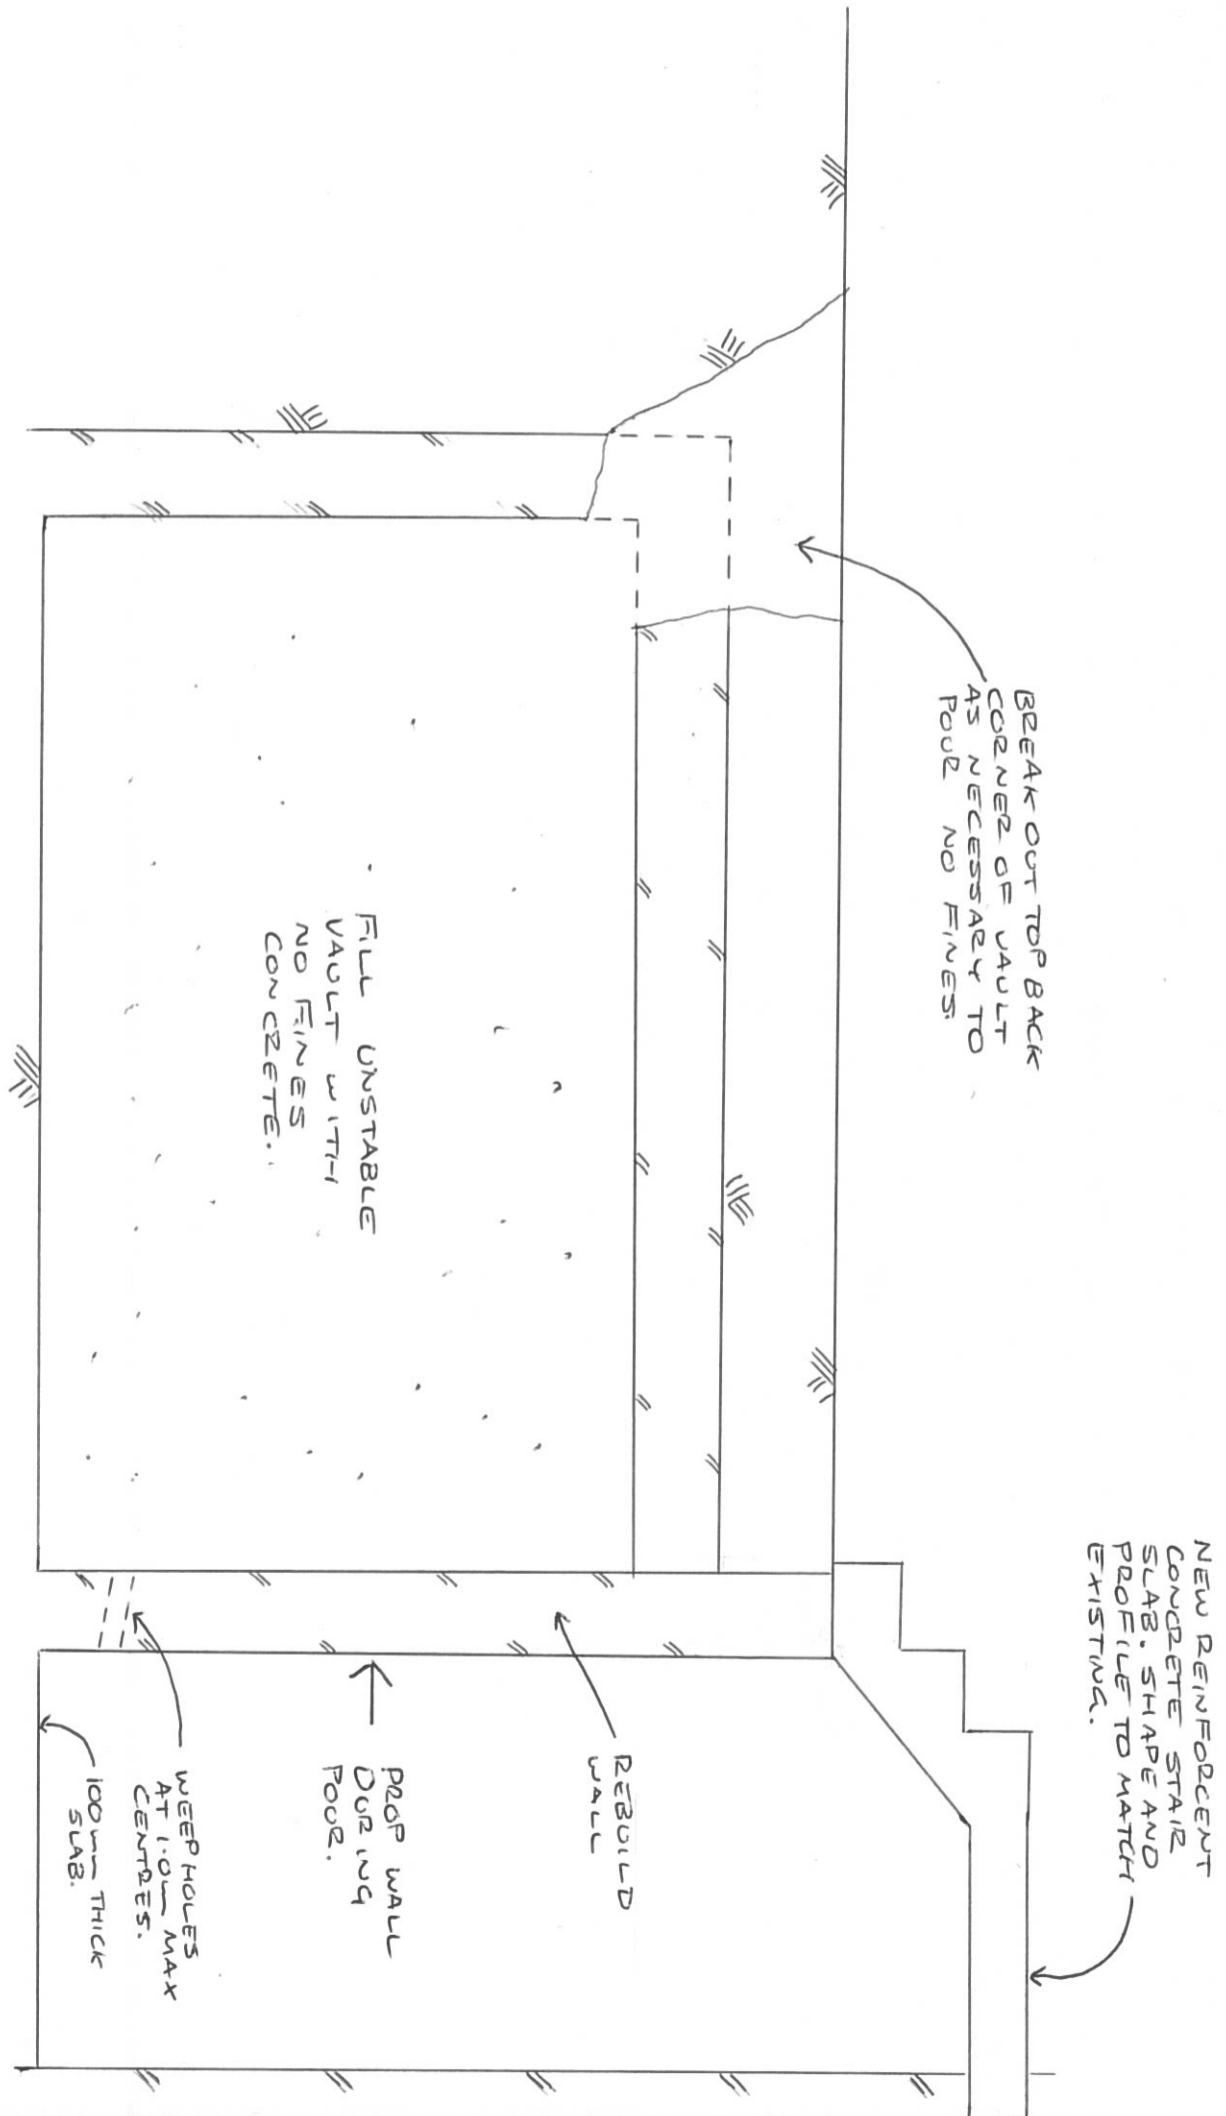 NEW REINFORCENT
CONCRETE STAIR
SLAB. SHAPE AND
PROFILE TO MATCH
EXISTING.
BREAK OUT TOP BACK
CORNER OF VAULT
AS NECESSARY TO
POUR NO FINES.
FILL UNSTABLE
VAULT WITH
NO FINES
CONCRETE.
REBUILD
WALL
PROP WALL
DURING
POUR.
WEEP HOLES
AT 1.0m MAX
CENTRES.
100mm THICK
SLAB.